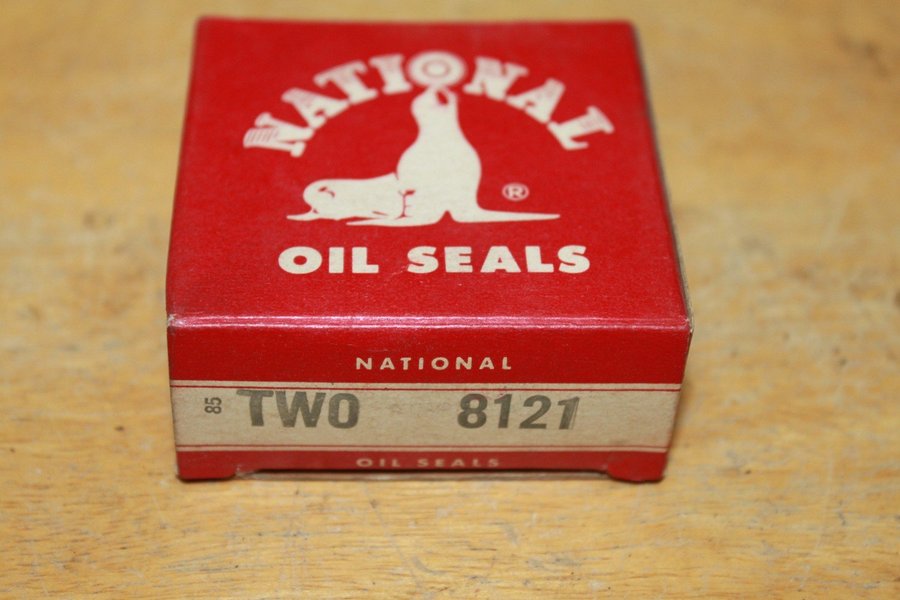 NATIONAL
®
OIL SEALS
NATIONAL
85 TWO 8121
OIL SEALS